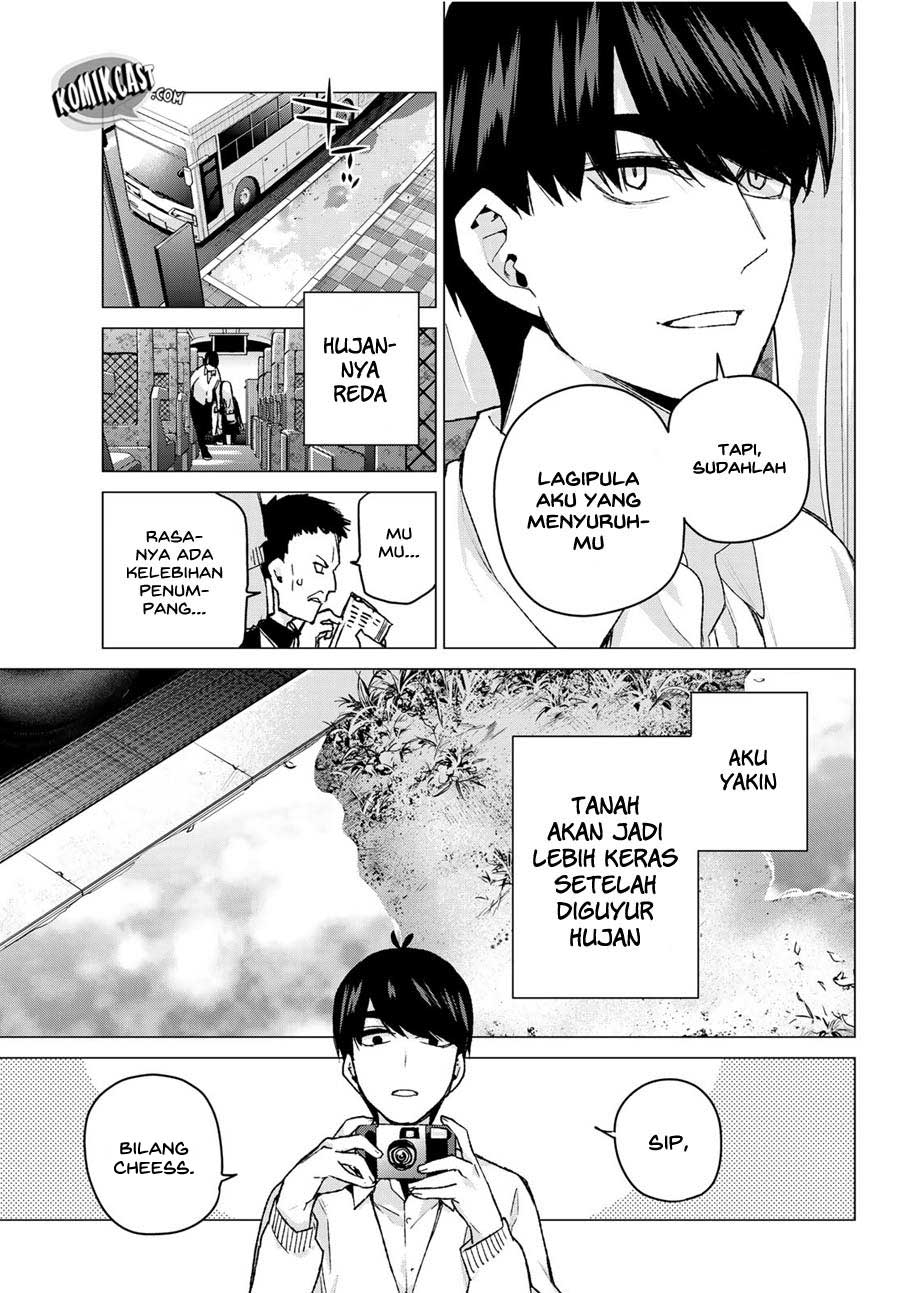 KOMIKCAST
.COM
TAPI,
SUDAHLAH
LAGIPULA
AKU YANG
MENYURUH-
MU
HUJAN-
NYA
REDA
MU
MU...
RASA-
NYA ADA
KELEBIHAN
PENUM-
PANG...
AKU
YAKIN
TANAH
AKAN JADI
LEBIH KERAS
SETELAH
DIGUYUR
HUJAN
SIP,
BILANG
CHEESS.